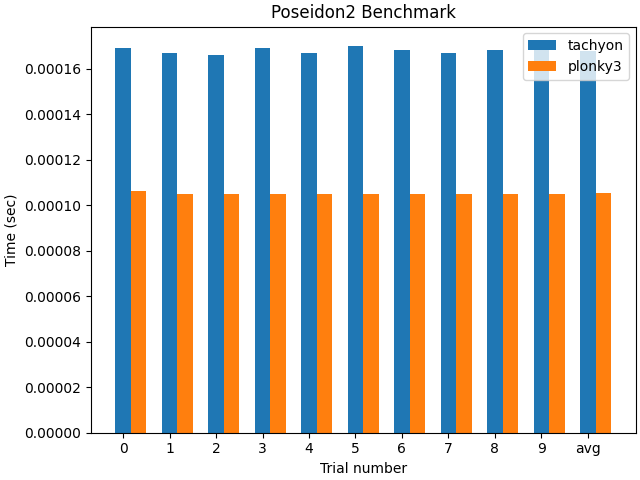 Poseidon2 Benchmark
tachyon
plonky3
Time (sec)
0.00016
0.00014
0.00012
0.00010
0.00008
0.00006
0.00004
0.00002
0.00000
0 1 2 3 4 5 6 7 8 9 avg
Trial number